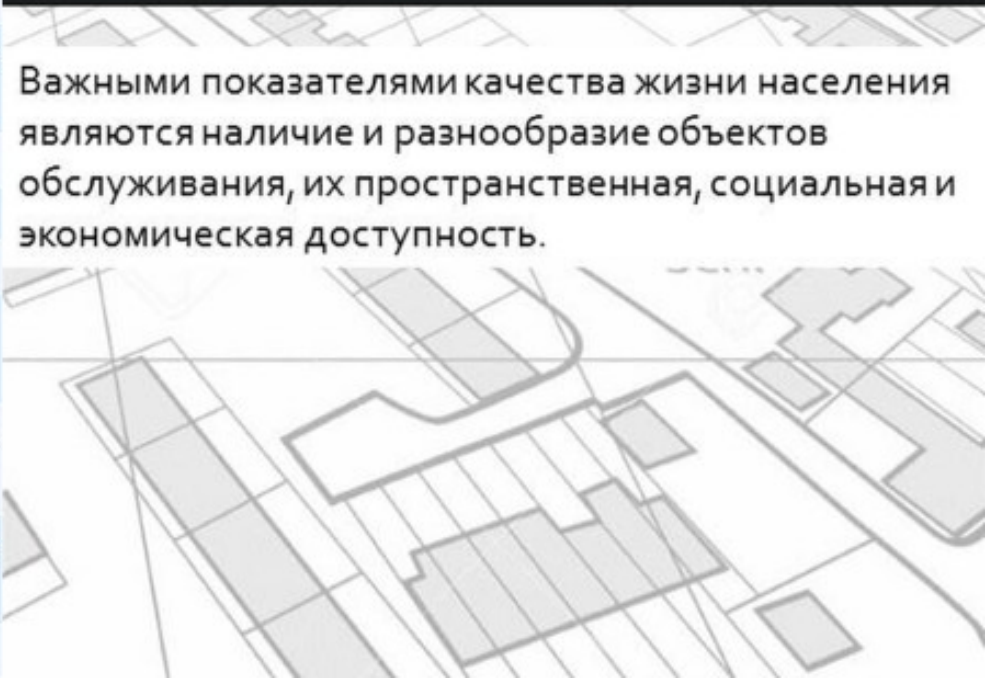 Важными показателями качества жизни населения
являются наличие и разнообразие объектов
обслуживания, их пространственная, социальная и
экономическая доступность.